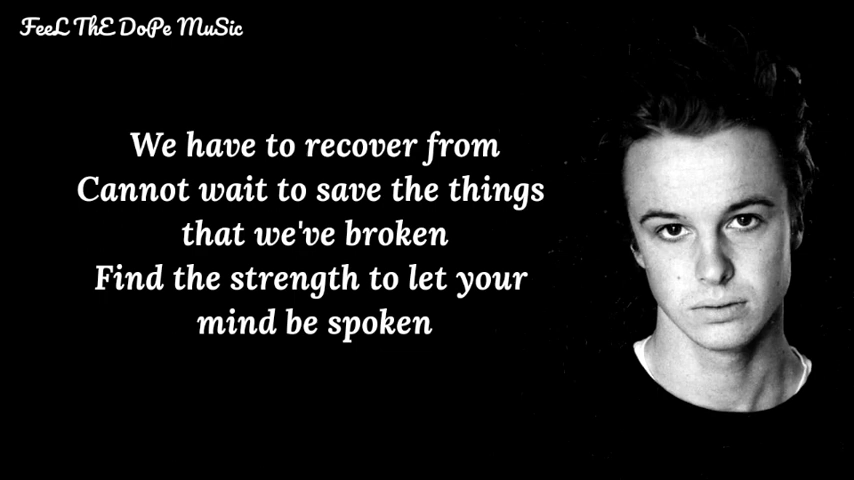 FeeL ThE DoPe MuSic
We have to recover from
Cannot wait to save the things
that we've broken
Find the strength to let your
mind be spoken